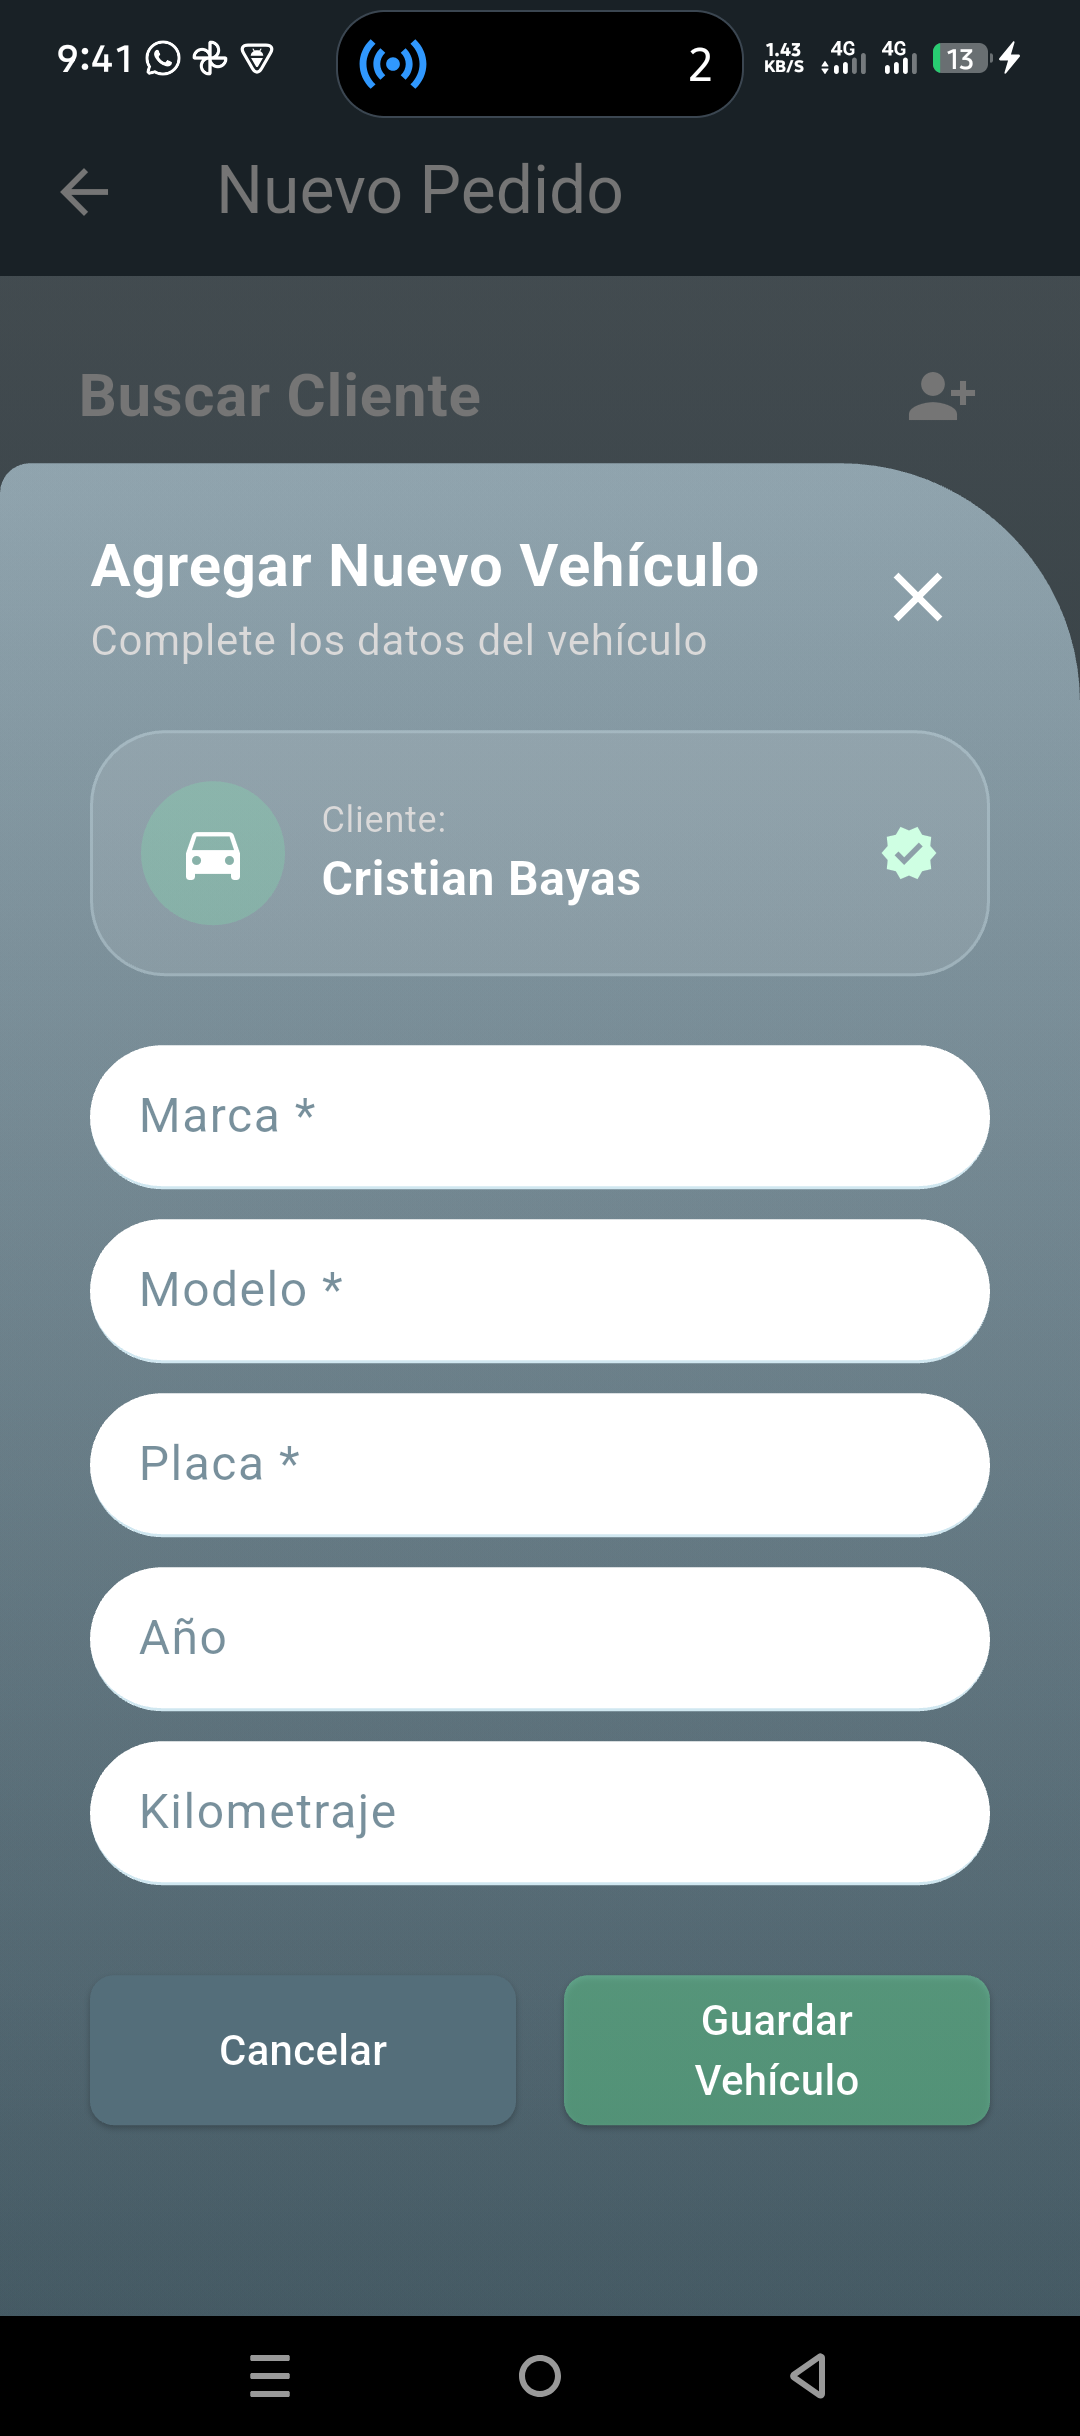 9:41
2
1.43
KB/S
4G
4G
13
Nuevo Pedido
Buscar Cliente
Agregar Nuevo Vehículo
Complete los datos del vehículo
Cliente:
Cristian Bayas
Marca *
Modelo *
Placa *
Año
Kilometraje
Cancelar
Guardar
Vehículo